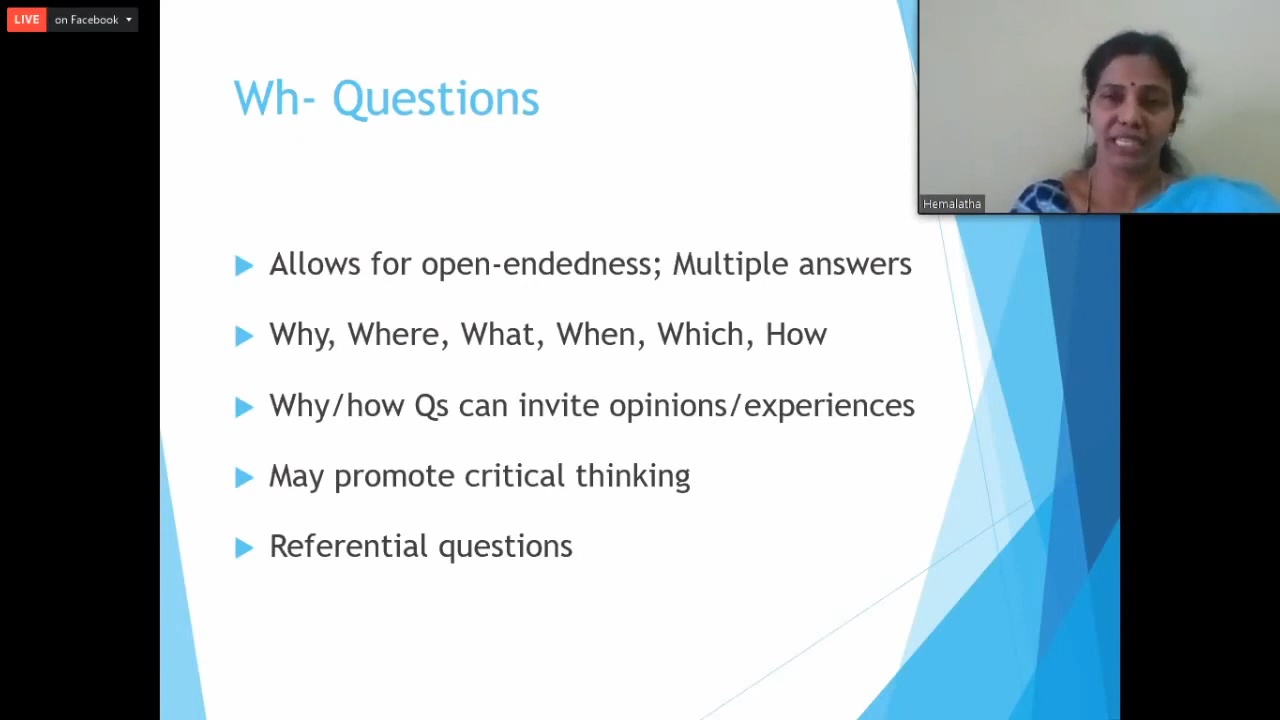 LIVE on Facebook
Wh- Questions
Hemalatha
Allows for open-endedness; Multiple answers
Why, Where, What, When, Which, How
Why/how Qs can invite opinions/experiences
May promote critical thinking
Referential questions